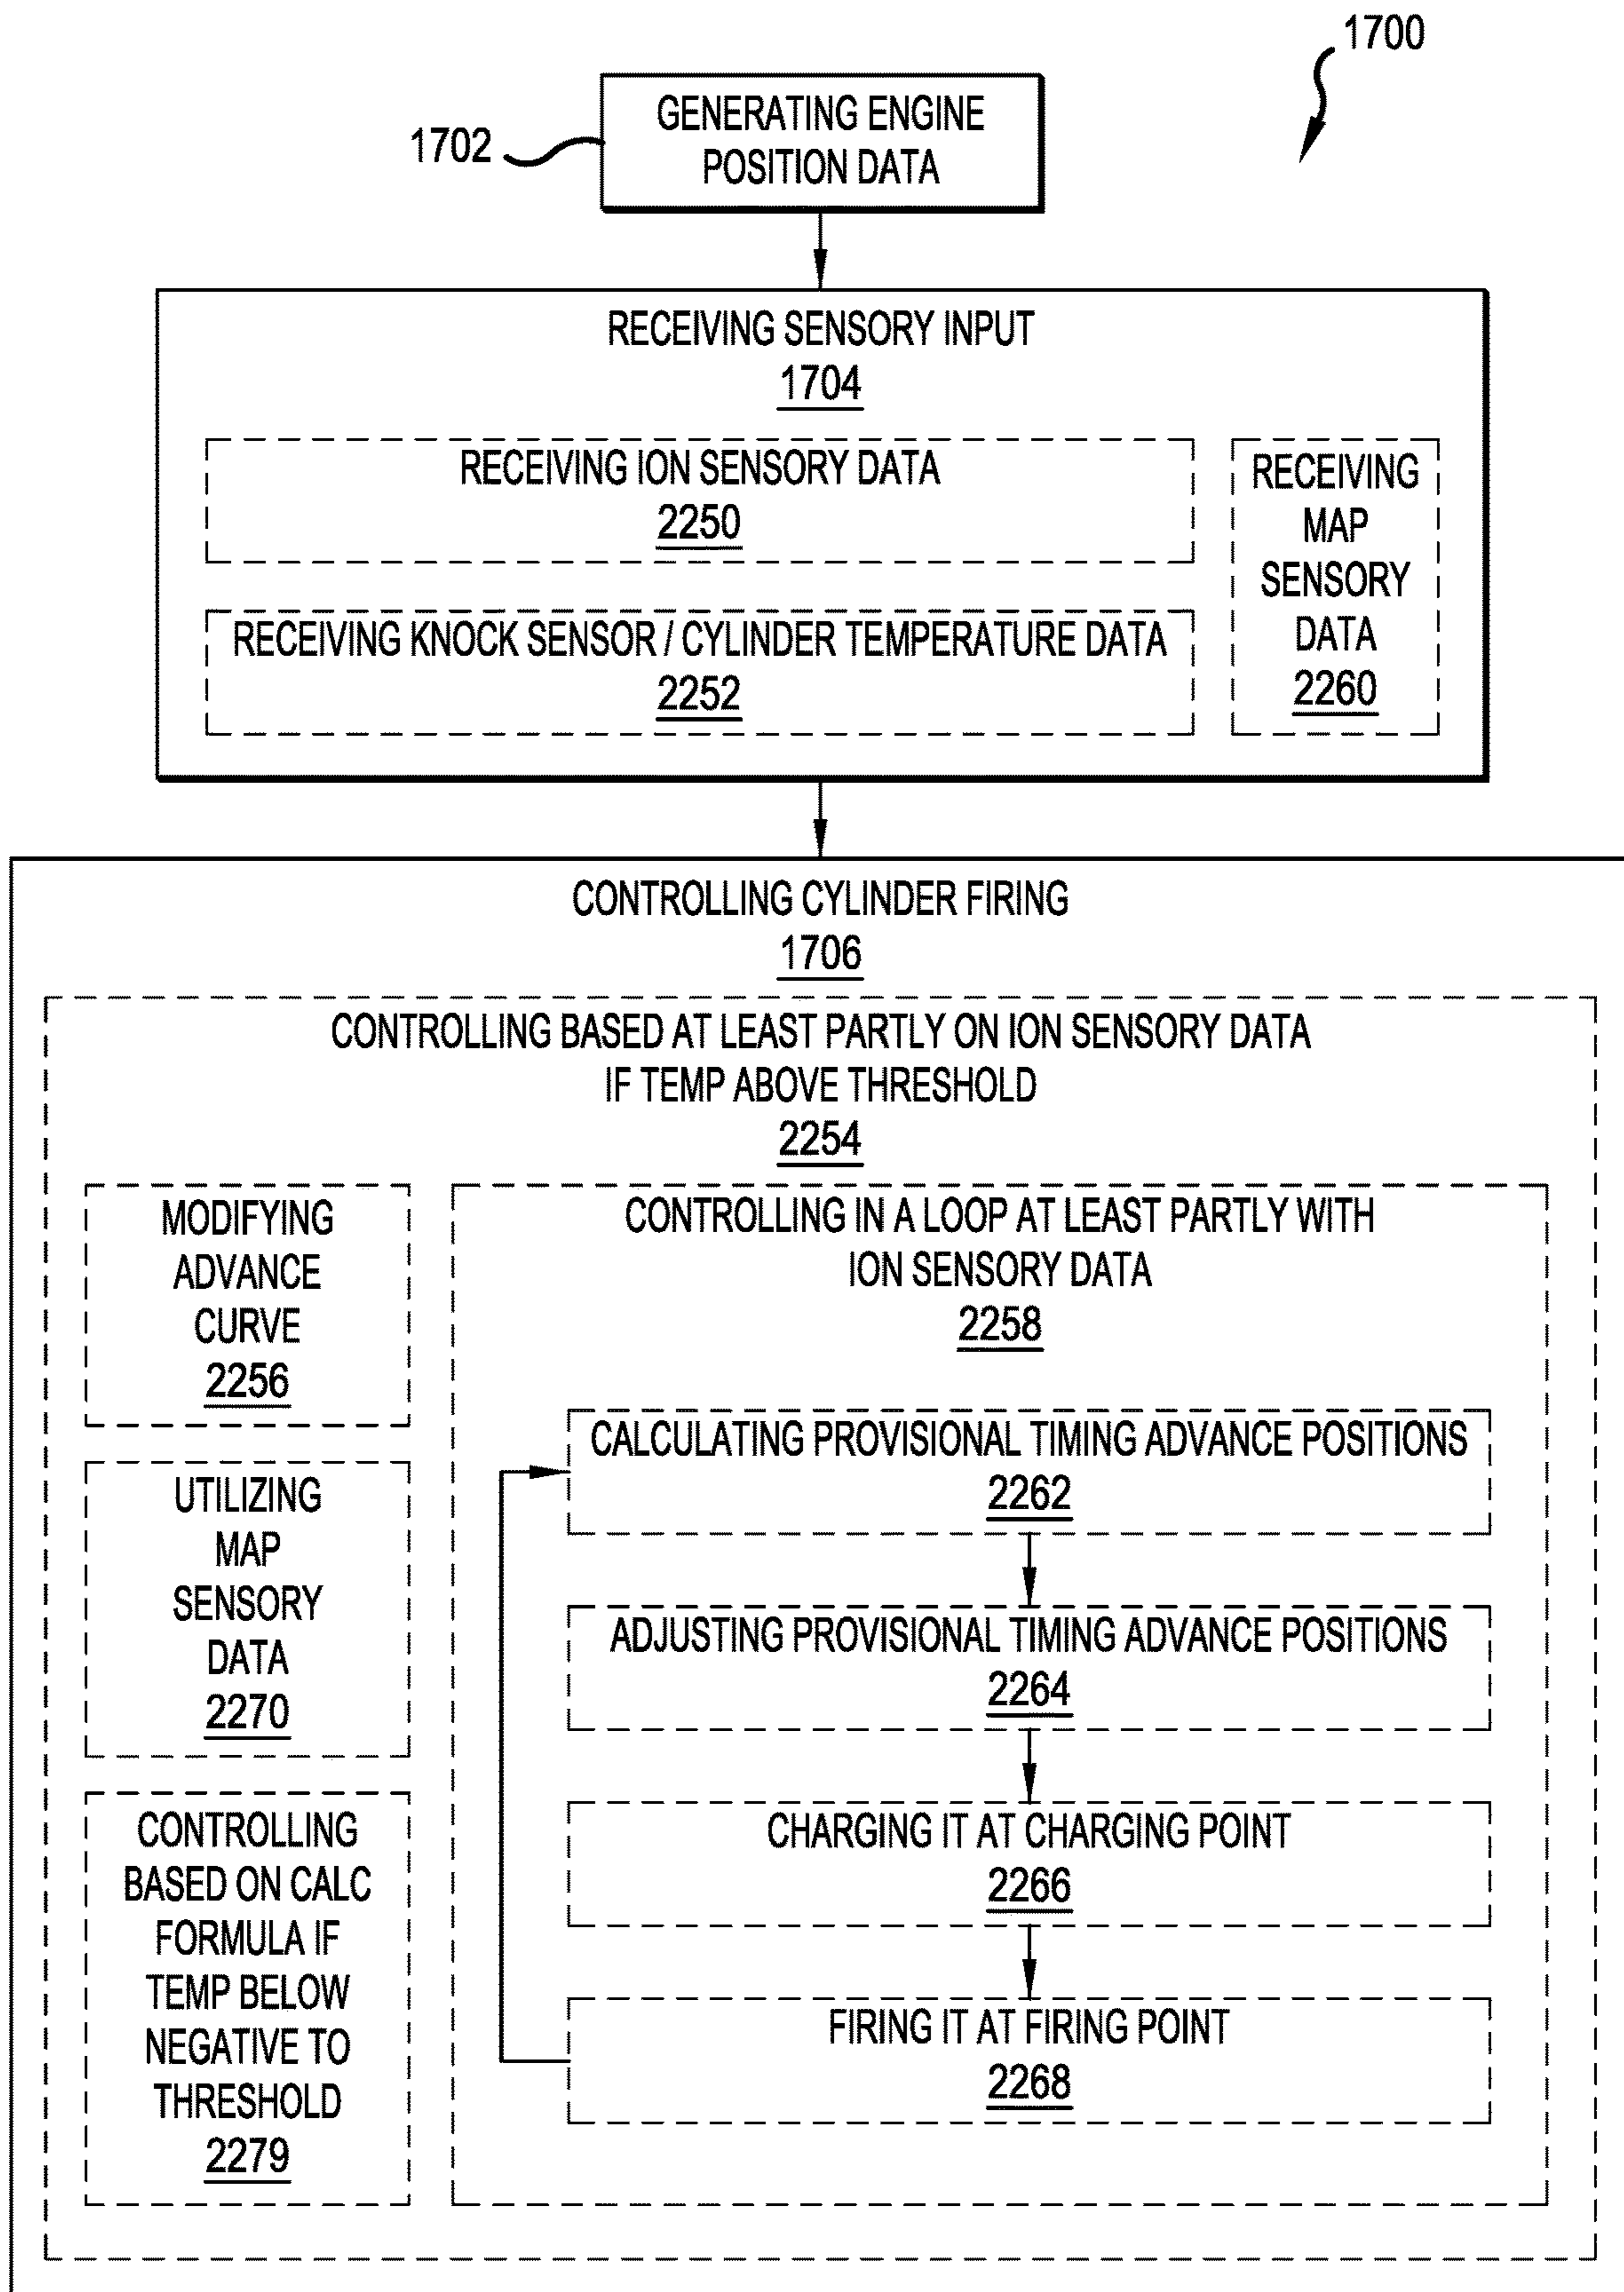 1700
GENERATING ENGINE
POSITION DATA
1702
RECEIVING SENSORY INPUT
1704
RECEIVING ION SENSORY DATA
2250
RECEIVING KNOCK SENSOR / CYLINDER TEMPERATURE DATA
2252
RECEIVING
MAP
SENSORY
DATA
2260
CONTROLLING CYLINDER FIRING
1706
CONTROLLING BASED AT LEAST PARTLY ON ION SENSORY DATA
IF TEMP ABOVE THRESHOLD
2254
MODIFYING
ADVANCE
CURVE
2256
UTILIZING
MAP
SENSORY
DATA
2270
CONTROLLING
BASED ON CALC
FORMULA IF
TEMP BELOW
NEGATIVE TO
THRESHOLD
2279
CONTROLLING IN A LOOP AT LEAST PARTLY WITH
ION SENSORY DATA
2258
CALCULATING PROVISIONAL TIMING ADVANCE POSITIONS
2262
ADJUSTING PROVISIONAL TIMING ADVANCE POSITIONS
2264
CHARGING IT AT CHARGING POINT
2266
FIRING IT AT FIRING POINT
2268